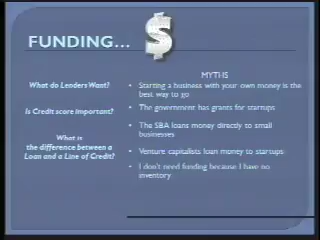 FUNDING...
$
What do Lenders Want?
Is Credit score important?
What is
the difference between a
Loan and a Line of Credit?
MYTHS
• Starting a business with your own money is the
best way to go
• The government has grants for startups
• The SBA loans money directly to small
businesses
• Venture capitalists loan money to startups
• I don't need funding because I have no
inventory